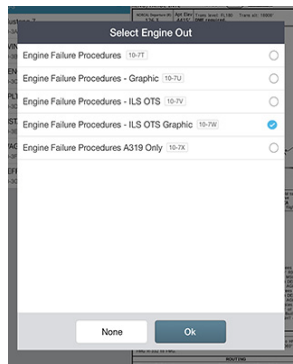 Select Engine Out
Engine Failure Procedures 10-7T
Engine Failure Procedures - Graphic 10-7U
Engine Failure Procedures - ILS OTS 10-7V
Engine Failure Procedures - ILS OTS Graphic 10-7W
Engine Failure Procedures A319 Only 10-7X
None
Ok
ROUTING